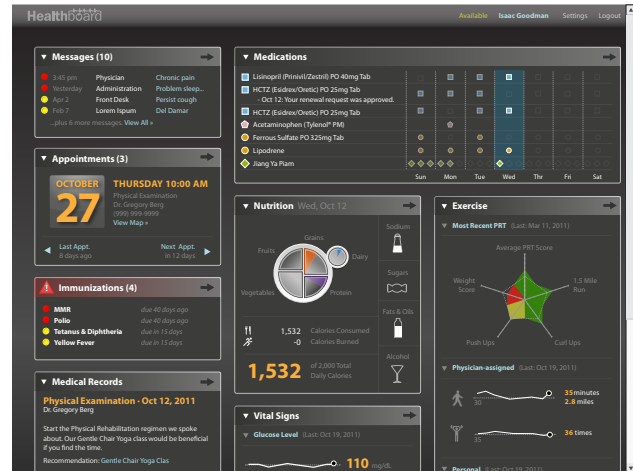 Healthboard
Available Isaac Goodman Settings Logout
Messages (10)
3:45 pm Physician Chronic pain
Yesterday Administration Problem sleep...
Apr 2 Front Desk Persist cough
Feb 7 Lorem Ispum Del Damar
...plus 6 more messages. View All »
Appointments (3)
OCTOBER
27
THURSDAY 10:00 AM
Physical Examination
Dr. Gregory Berg
(999) 999-9999
View Map »
Last Appt.
8 days ago
Next Appt.
in 12 days
Immunizations (4)
MMR due 40 days ago
Polio due 40 days ago
Tetanus & Diphtheria due in 15 days
Yellow Fever due in 15 days
Medical Records
Physical Examination - Oct 12, 2011
Dr. Gregory Berg
Start the Physical Rehabilitation regimen we spoke
about. Our Gentle Chair Yoga class would be beneficial
if you find the time.
Recommendation: Gentle Chair Yoga Clas
Medications
Lisinopril (Prinivil/Zestril) PO 40mg Tab
HCTZ (Esidrex/Oretic) PO 25mg Tab
- Oct 12: Your renewal request was approved.
HCTZ (Esidrex/Oretic) PO 25mg Tab
Acetaminophen (Tylenol® PM)
Ferrous Sulfate PO 325mg Tab
Lipodrene
Jiang Ya Piam
Sun Mon Tue Wed Thr Fri Sat
Nutrition Wed, Oct 12
Grains
Fruits
Dairy
Vegetables
Protein
Sodium
Sugars
Fats & Oils
Alcohol
1,532 Calories Consumed
-0 Calories Burned
1,532 of 2,000 Total
Daily Calories
Vital Signs
Glucose Level (Last: Oct 19, 2011)
110 mg/dL
Exercise
Most Recent PRT (Last: Mar 11, 2011)
Average PRT Score
Weight
Score
1.5 Mile
Run
Push Ups
Curl Ups
Physician-assigned (Last: Oct 19, 2011)
30
35 minutes
2.8 miles
35
36 times
Personal (Last: Oct 19, 2011)